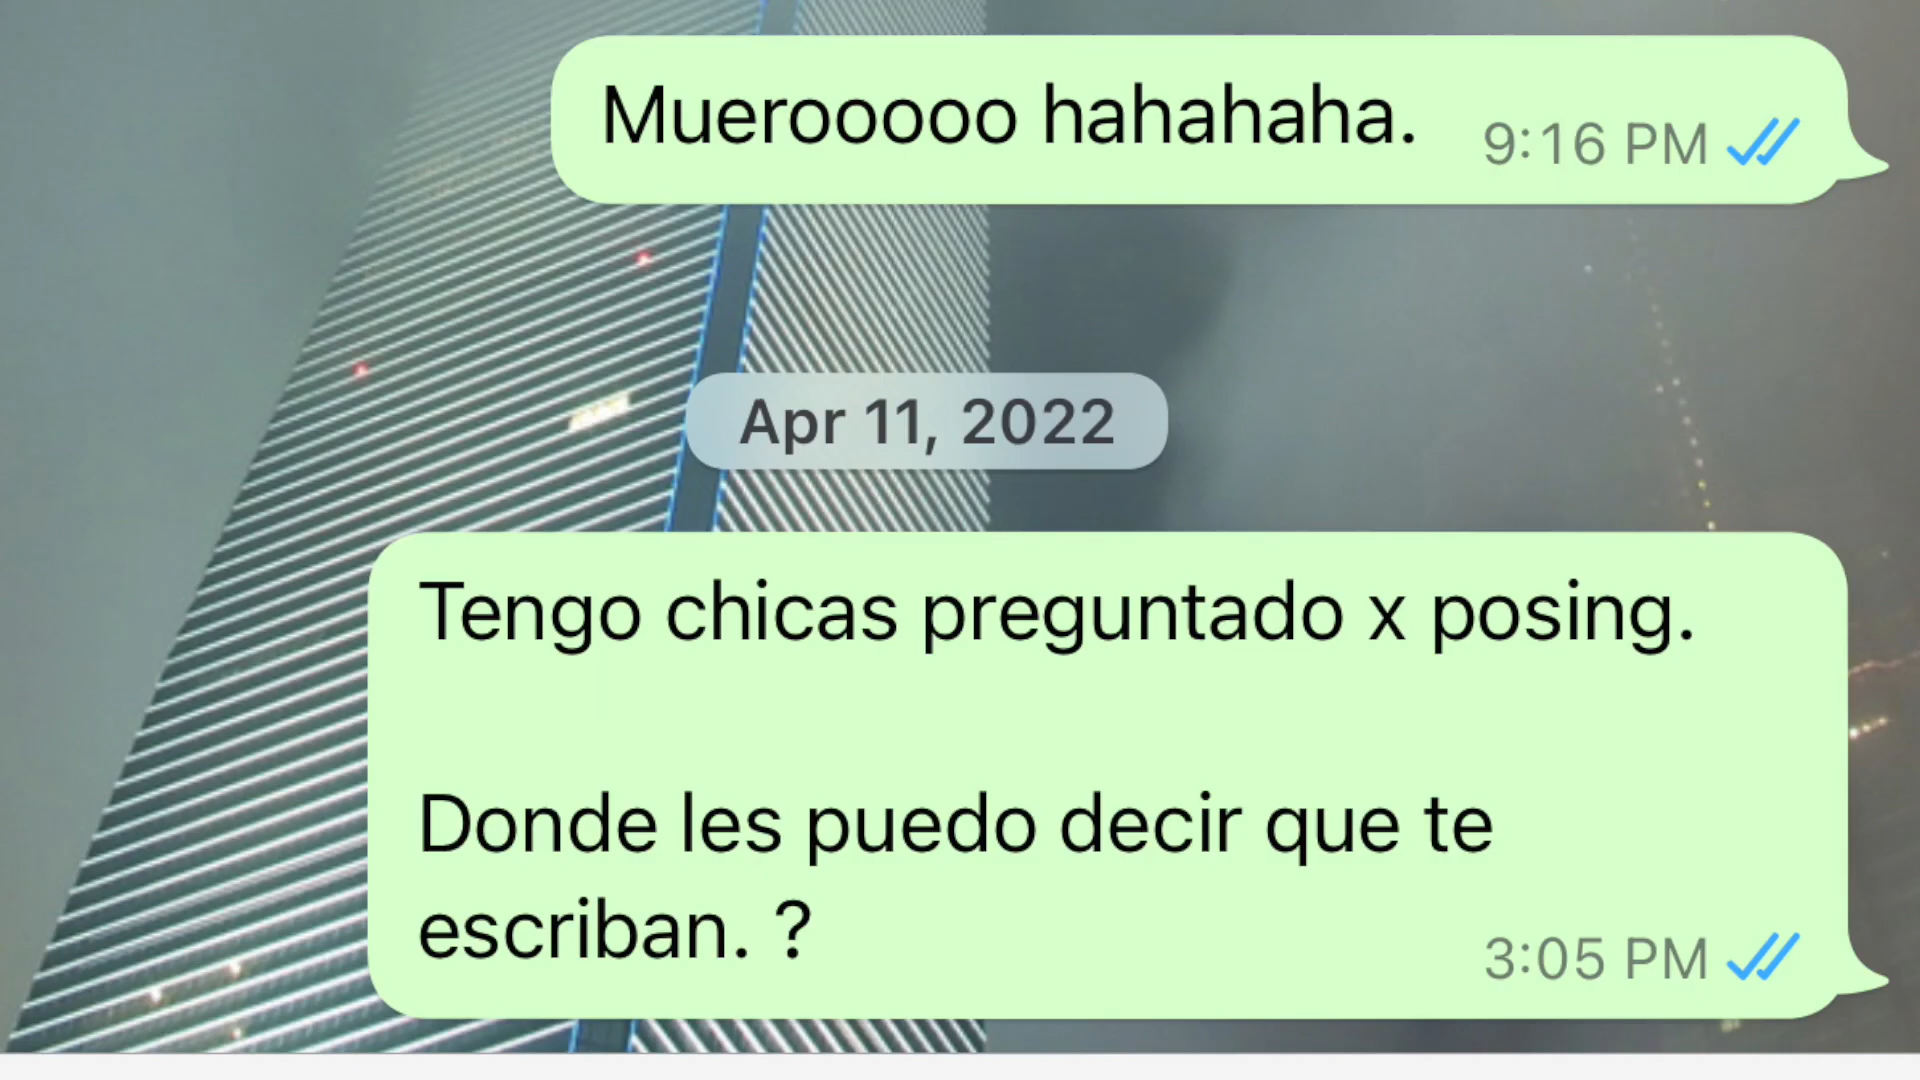 Muerooooo hahahaha.
9:16 PM
Apr 11, 2022
Tengo chicas preguntado x posing.
Donde les puedo decir que te
escriban. ?
3:05 PM